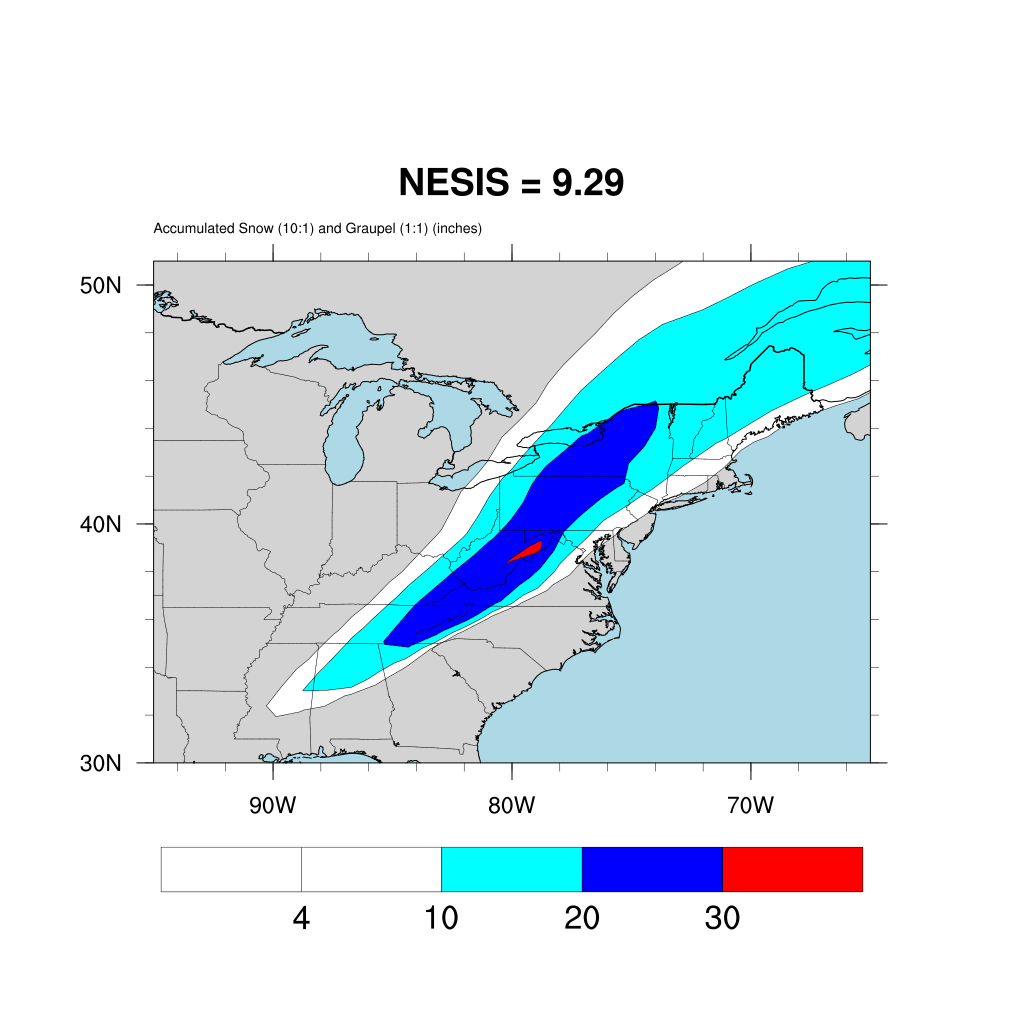 NESIS = 9.29
Accumulated Snow (10:1) and Graupel (1:1) (inches)
50N
40N
30N
90W 80W 70W
4 10 20 30